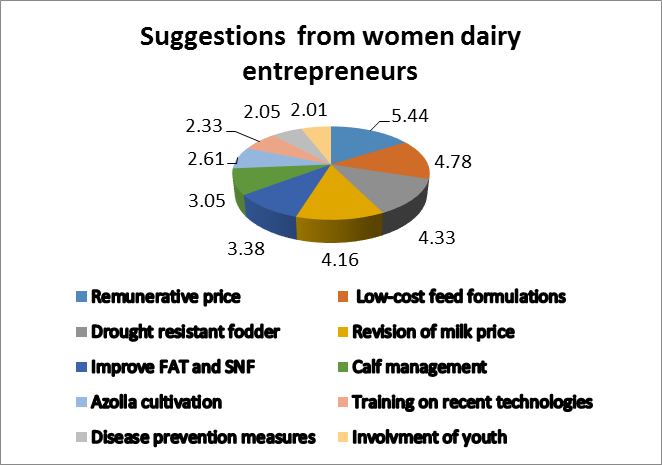 Suggestions from women dairy
entrepreneurs
2.05 2.01
5.44
2.33
2.61
4.78
3.05
4.33
3.38
4.16
Remunerative price
Low-cost feed formulations
Drought resistant fodder
Revision of milk price
Improve FAT and SNF
Calf management
Azolla cultivation
Training on recent technologies
Disease prevention measures
Involvment of youth